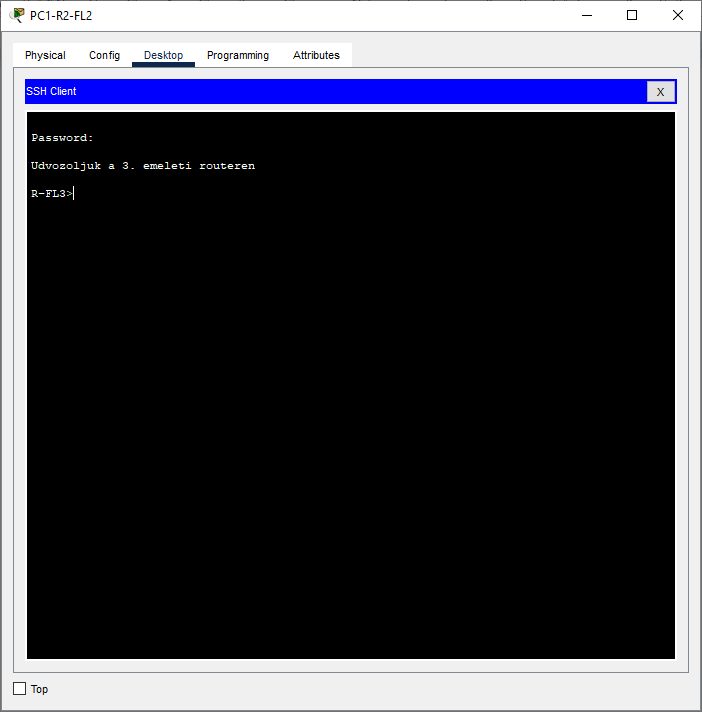 PC1-R2-FL2
Physical Config Desktop Programming Attributes
SSH Client X
Password:
Udvozoljuk a 3. emeleti routeren
R-FL3>
Top